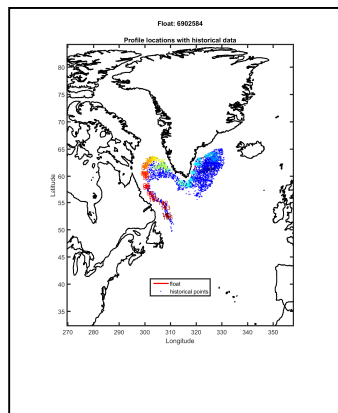 Float: 6902584
Profile locations with historical data
80
75
70
65
60
55
50
45
40
35
Latitude
float
historical points
270 280 290 300 310 320 330 340 350
Longitude